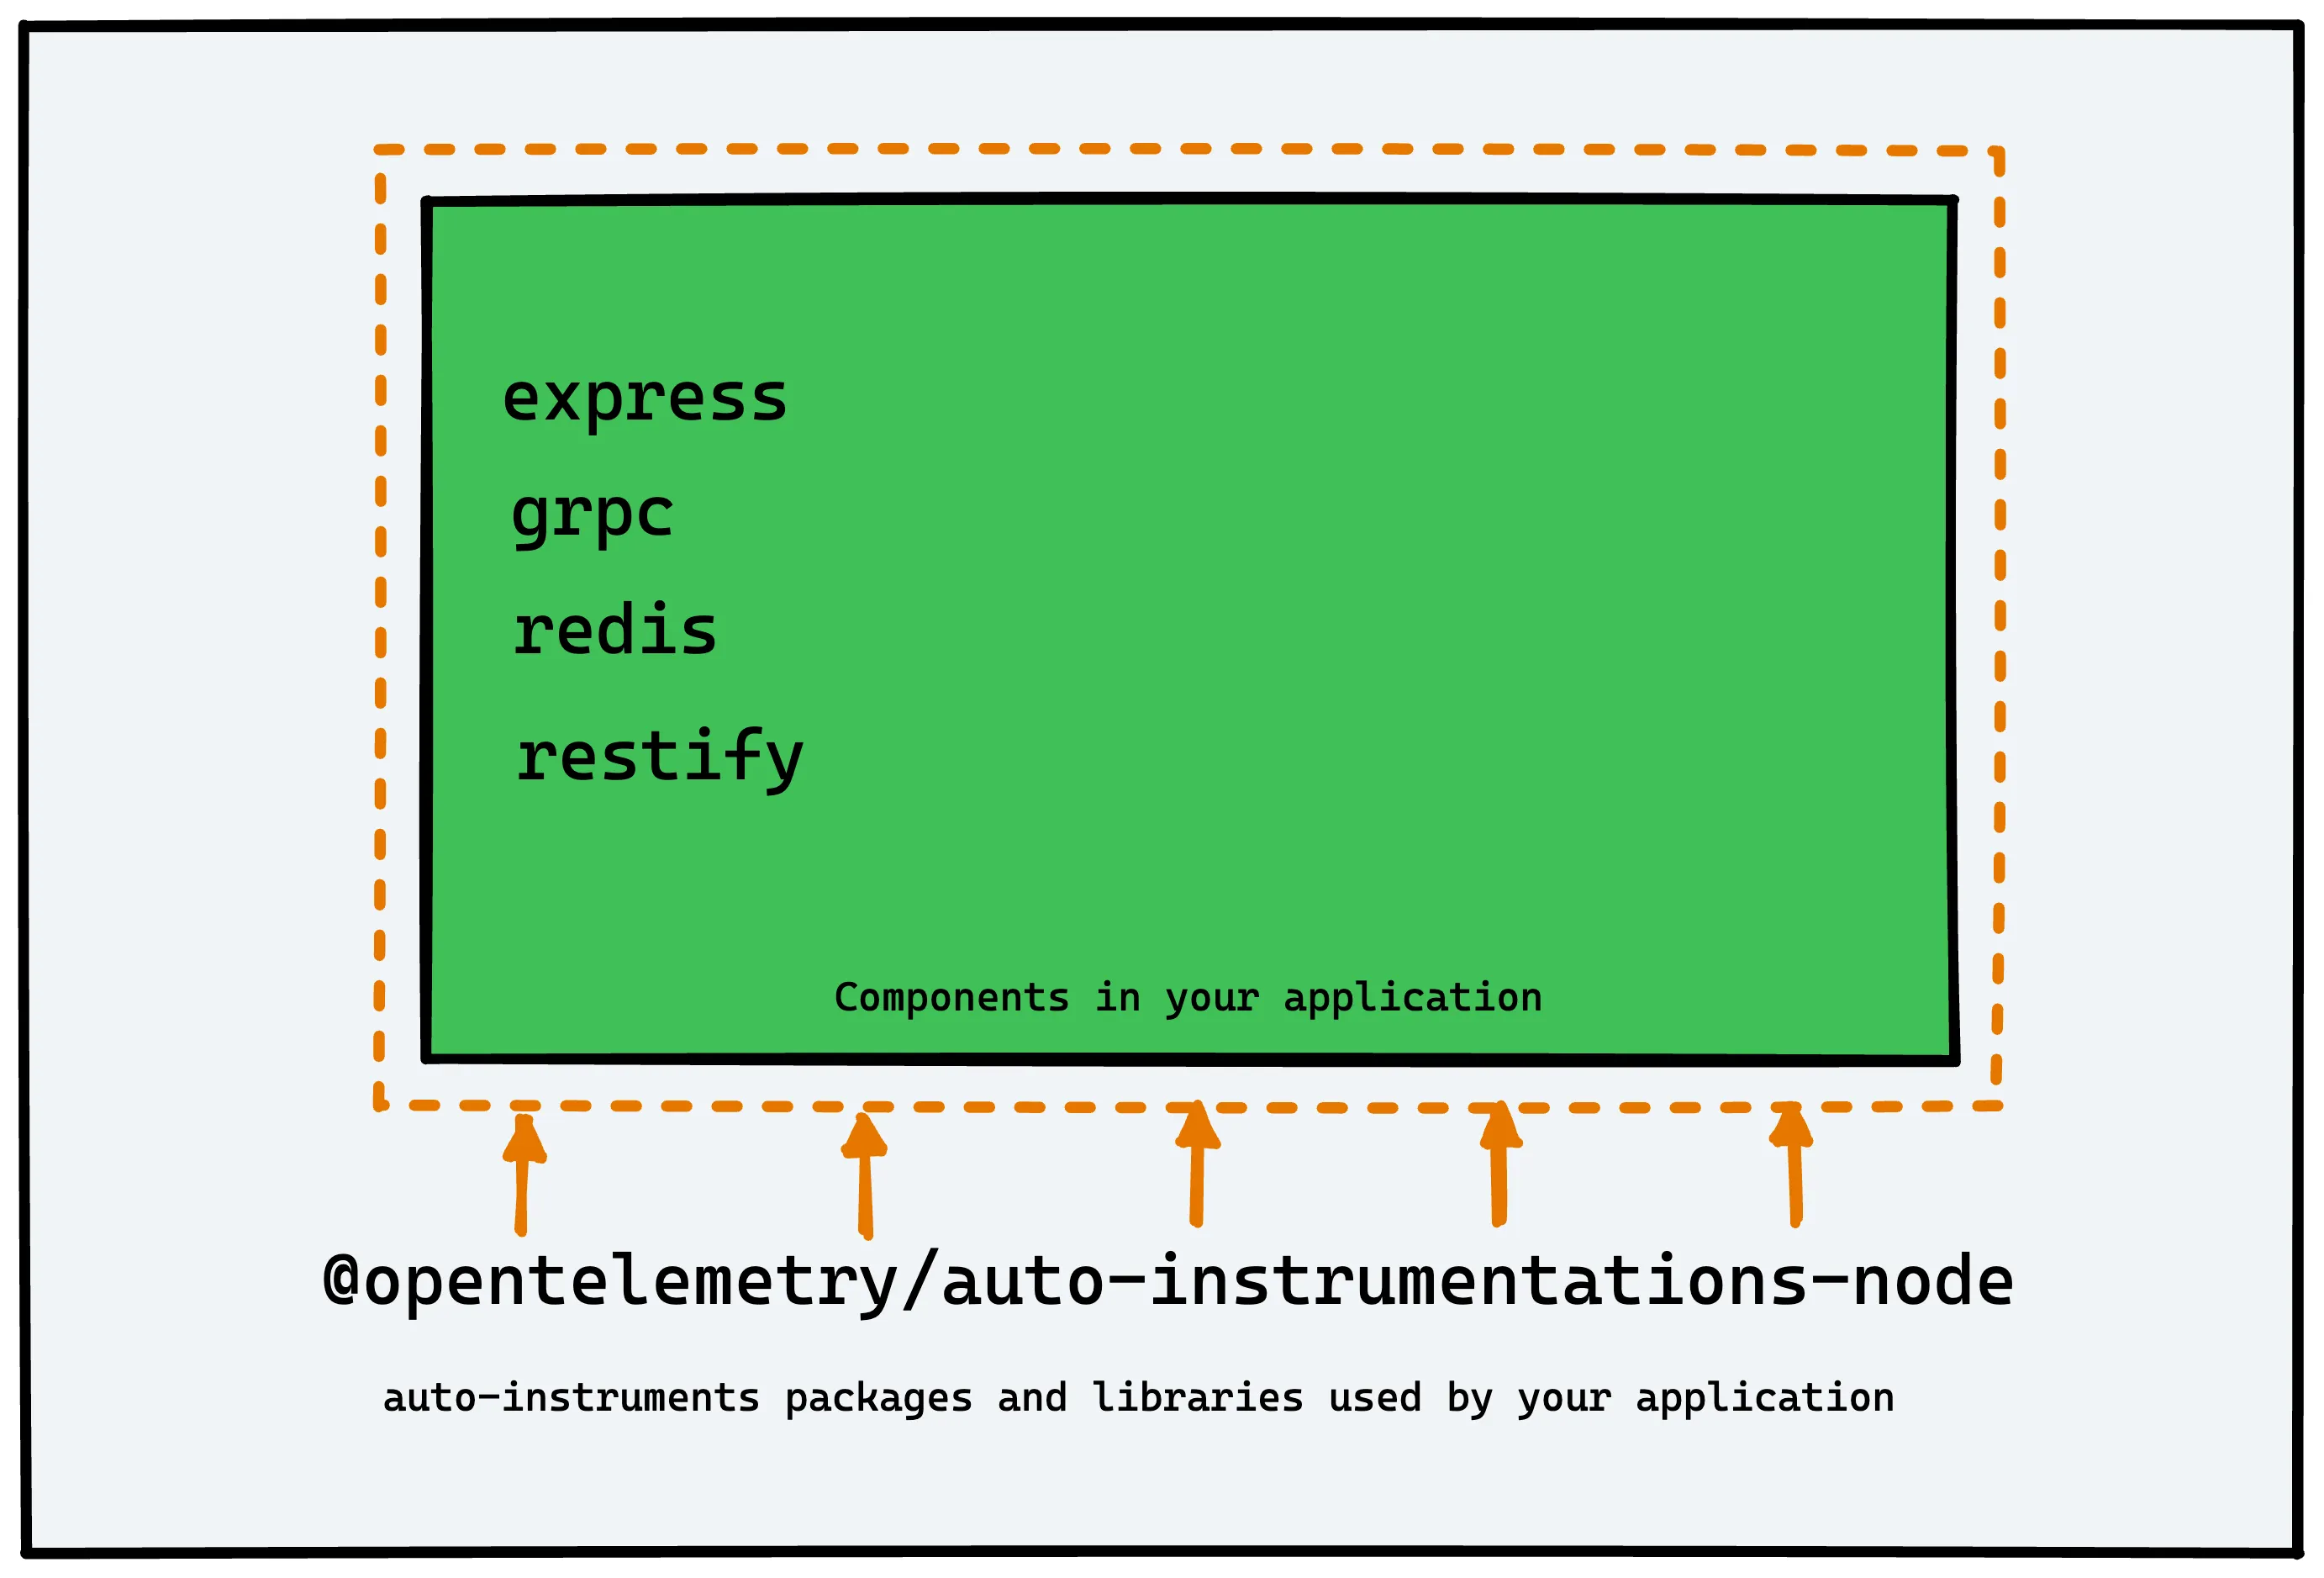 express
grpc
redis
restify
Components in your application
@opentelemetry/auto-instrumentations-node
auto-instruments packages and libraries used by your application